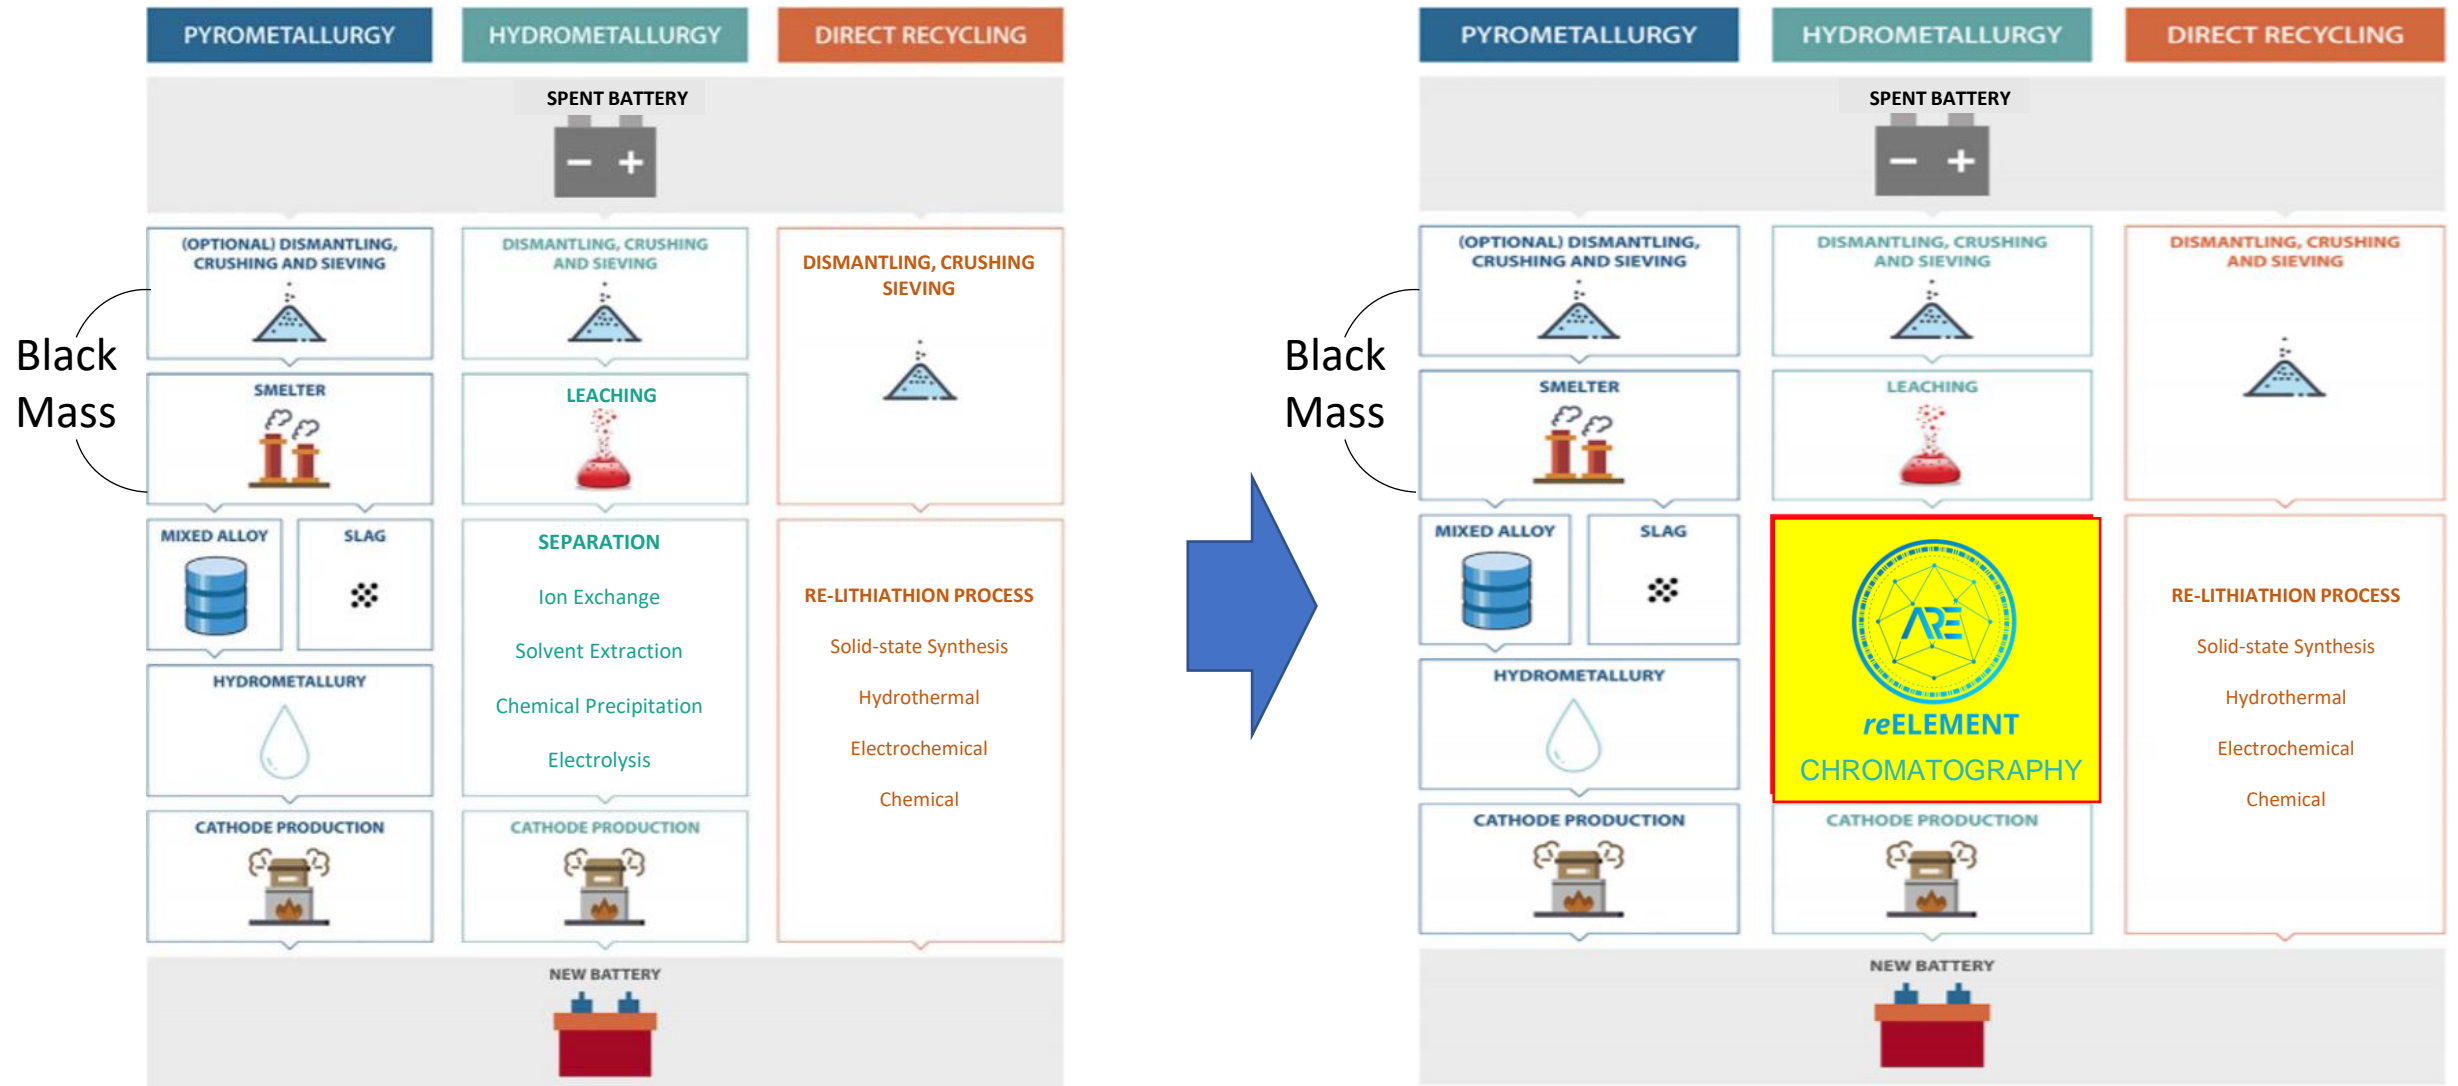 PYROMETALLURGY
HYDROMETALLURGY
DIRECT RECYCLING
SPENT BATTERY
(OPTIONAL) DISMANTLING,
CRUSHING AND SIEVING
DISMANTLING, CRUSHING
AND SIEVING
DISMANTLING, CRUSHING
SIEVING
Black
Mass
SMELTER
LEACHING
MIXED ALLOY
SLAG
SEPARATION
Ion Exchange
Solvent Extraction
Chemical Precipitation
Electrolysis
RE-LITHIATHION PROCESS
Solid-state Synthesis
Hydrothermal
Electrochemical
Chemical
HYDROMETALLURY
CATHODE PRODUCTION
CATHODE PRODUCTION
NEW BATTERY
PYROMETALLURGY
HYDROMETALLURGY
DIRECT RECYCLING
SPENT BATTERY
(OPTIONAL) DISMANTLING,
CRUSHING AND SIEVING
DISMANTLING, CRUSHING
AND SIEVING
DISMANTLING, CRUSHING
AND SIEVING
Black
Mass
SMELTER
LEACHING
MIXED ALLOY
SLAG
ARE
reELEMENT
CHROMATOGRAPHY
RE-LITHIATHION PROCESS
Solid-state Synthesis
Hydrothermal
Electrochemical
Chemical
HYDROMETALLURY
CATHODE PRODUCTION
CATHODE PRODUCTION
NEW BATTERY